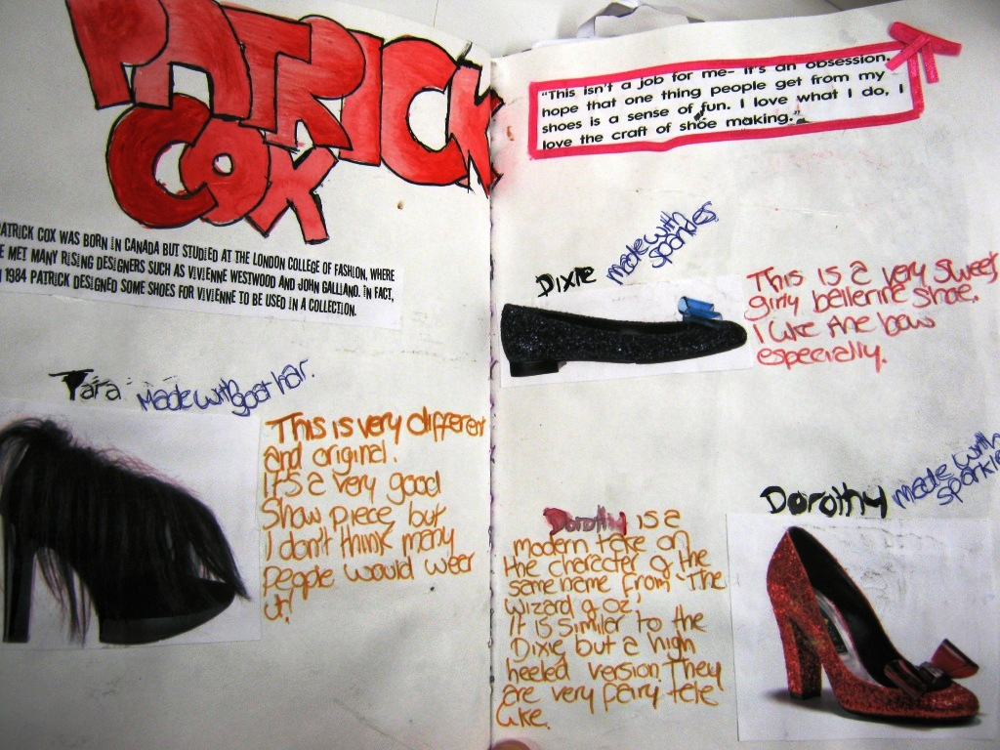 PATRICK
COX
PATRICK COX WAS BORN IN CANADA BUT STUDIED AT THE LONDON COLLEGE OF FASHION, WHERE
E MET MANY RISING DESIGNERS SUCH AS VIVIENNE WESTWOOD AND JOHN GALLIANO. IN FACT,
1984 PATRICK DESIGNED SOME SHOES FOR VIVIENNE TO BE USED IN A COLLECTION.
Tara
Made with goat hair.
This is very different
and original.
It's a very good
Show piece, but
I don't think many
people would wear
it!
"This isn't a job for me- it's an obsession.
hope that one thing people get from my
shoes is a sense of fun. I love what I do, I
love the craft of shoe making."
Dixie
made with
sparkles
This is a very sweet,
girly bellerine shoe.
I like the bow
especially.
Dorothy
made with
sparkle
Dorothy is a
modern take on
the character of the
same name from 'The
wizard of oz'.
It is similar to the
Dixie, but a high
heeled version. They
are very fairy tale
like.